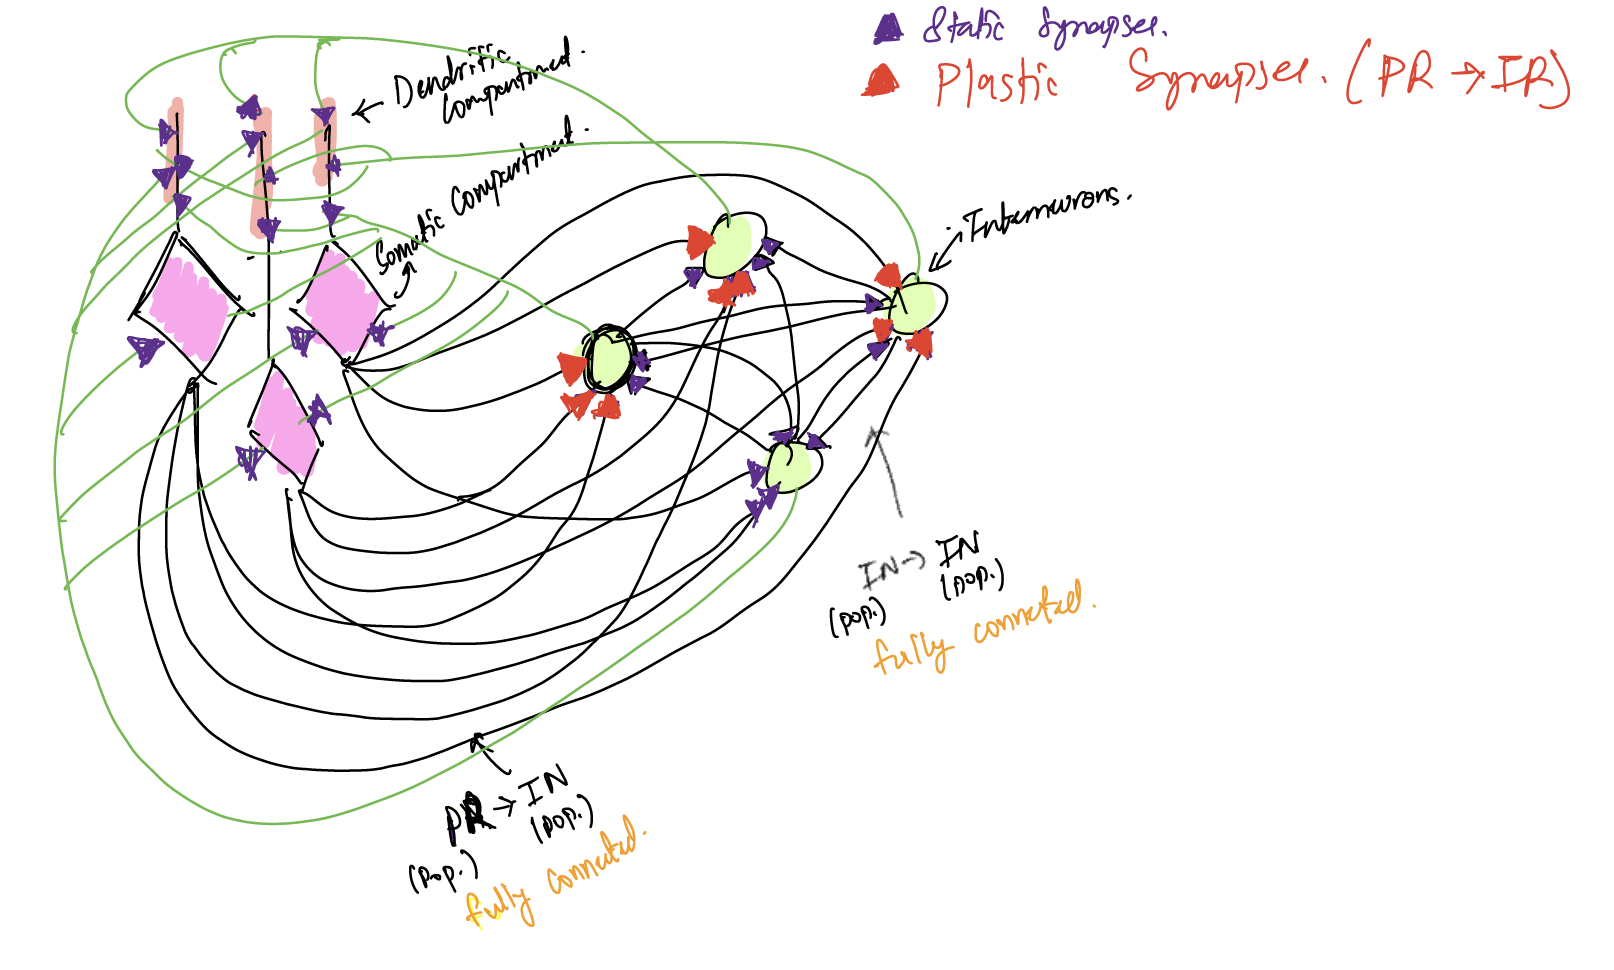 Static Synapses.
Plastic Synapses. (PR → IR)
← Dendritic
Compartment.
Somatic Compartment.
Interneurons.
IN → IN
(pop.) (pop.)
fully connected.
PR → IN
(pop.) (pop.)
fully connected.